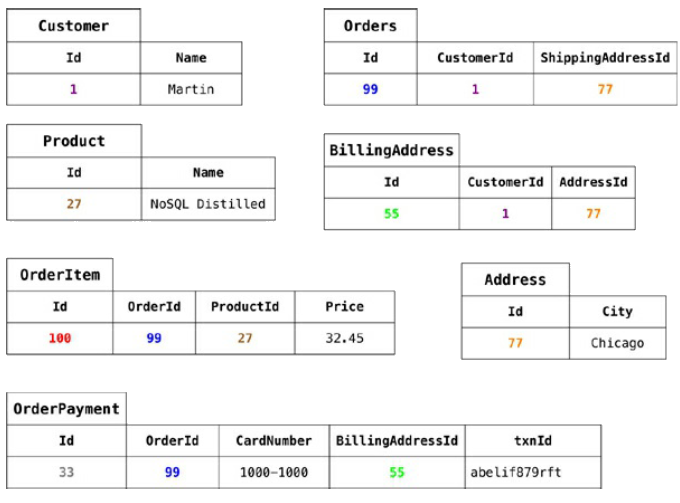 Customer
Id Name
1 Martin
Orders
Id CustomerId ShippingAddressId
99 1 77
Product
Id Name
27 NoSQL Distilled
BillingAddress
Id CustomerId AddressId
55 1 77
OrderItem
Id OrderId ProductId Price
100 99 27 32.45
Address
Id City
77 Chicago
OrderPayment
Id OrderId CardNumber BillingAddressId txnId
33 99 1000-1000 55 abelif879rft